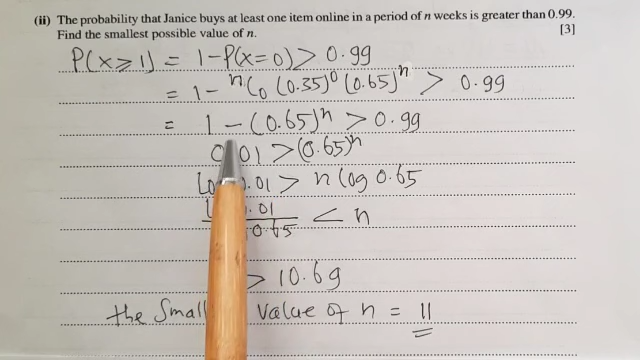 (ii) The probability that Janice buys at least one item online in a period of n weeks is greater than 0.99.
Find the smallest possible value of n. [3]
P(x ≥ 1) = 1 - P(x=0) > 0.99
= 1 - ⁿC₀ (0.35)⁰ (0.65)ⁿ > 0.99
= 1 - (0.65)ⁿ > 0.99
0.01 > (0.65)ⁿ
.01 > n log 0.65
.01 / 0.65 < n
> 10.69
the value of n = 11